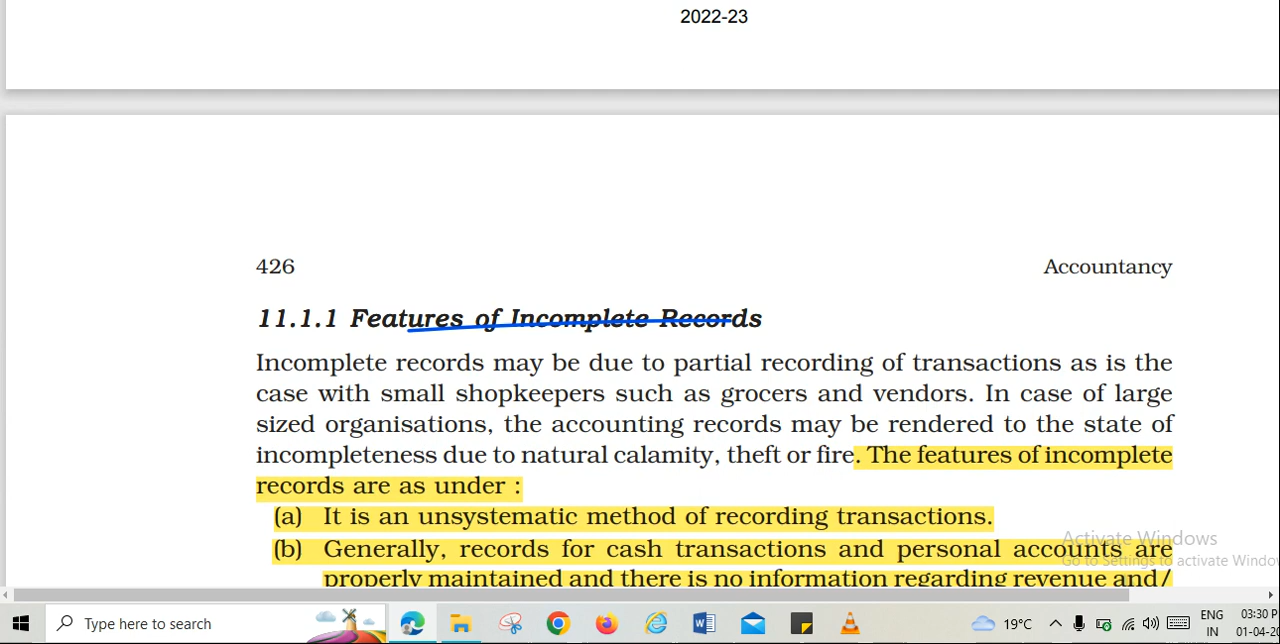 2022-23
426
Accountancy
11.1.1 Features of Incomplete Records
Incomplete records may be due to partial recording of transactions as is the
case with small shopkeepers such as grocers and vendors. In case of large
sized organisations, the accounting records may be rendered to the state of
incompleteness due to natural calamity, theft or fire. The features of incomplete
records are as under :
(a) It is an unsystematic method of recording transactions.
(b) Generally, records for cash transactions and personal accounts are
properly maintained and there is no information regarding revenue and/
Activate Windows
Go to Settings to activate Windo
Type here to search
19°C
ENG
IN
03:30 P
01-04-20